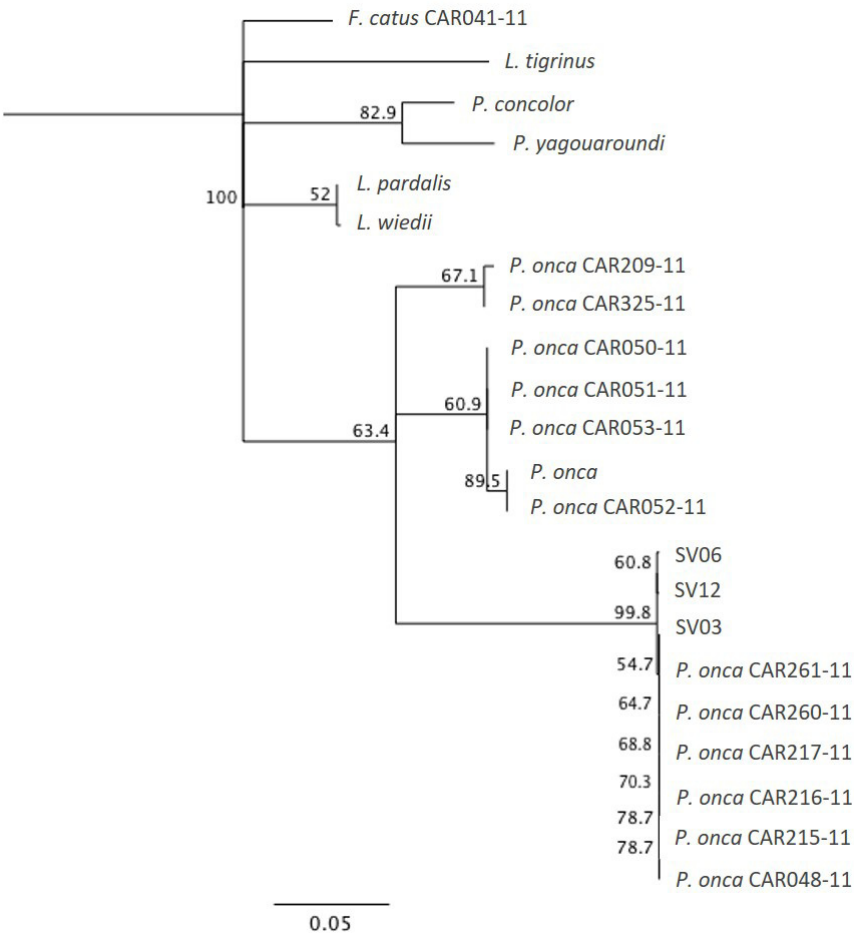 F. catus CAR041-11
L. tigrinus
82.9
P. concolor
P. yagouaroundi
100
52
L. pardalis
L. wiedii
67.1
P. onca CAR209-11
P. onca CAR325-11
P. onca CAR050-11
60.9
P. onca CAR051-11
63.4
P. onca CAR053-11
89.5
P. onca
P. onca CAR052-11
60.8
SV06
SV12
99.8
SV03
54.7
P. onca CAR261-11
64.7
P. onca CAR260-11
68.8
P. onca CAR217-11
70.3
P. onca CAR216-11
78.7
P. onca CAR215-11
78.7
P. onca CAR048-11
0.05